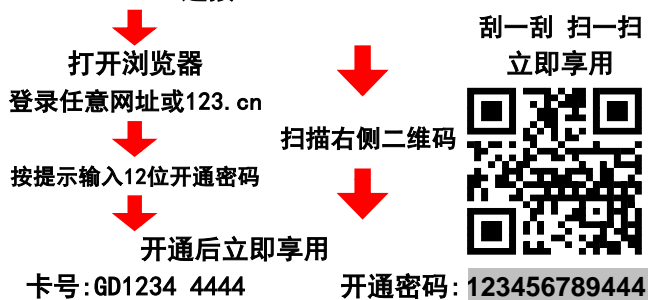 刮一刮 扫一扫
立即享用
打开浏览器
登录任意网址或123.cn
扫描右侧二维码
按提示输入12位开通密码
开通后立即享用
卡号:GD1234 4444
开通密码:123456789444